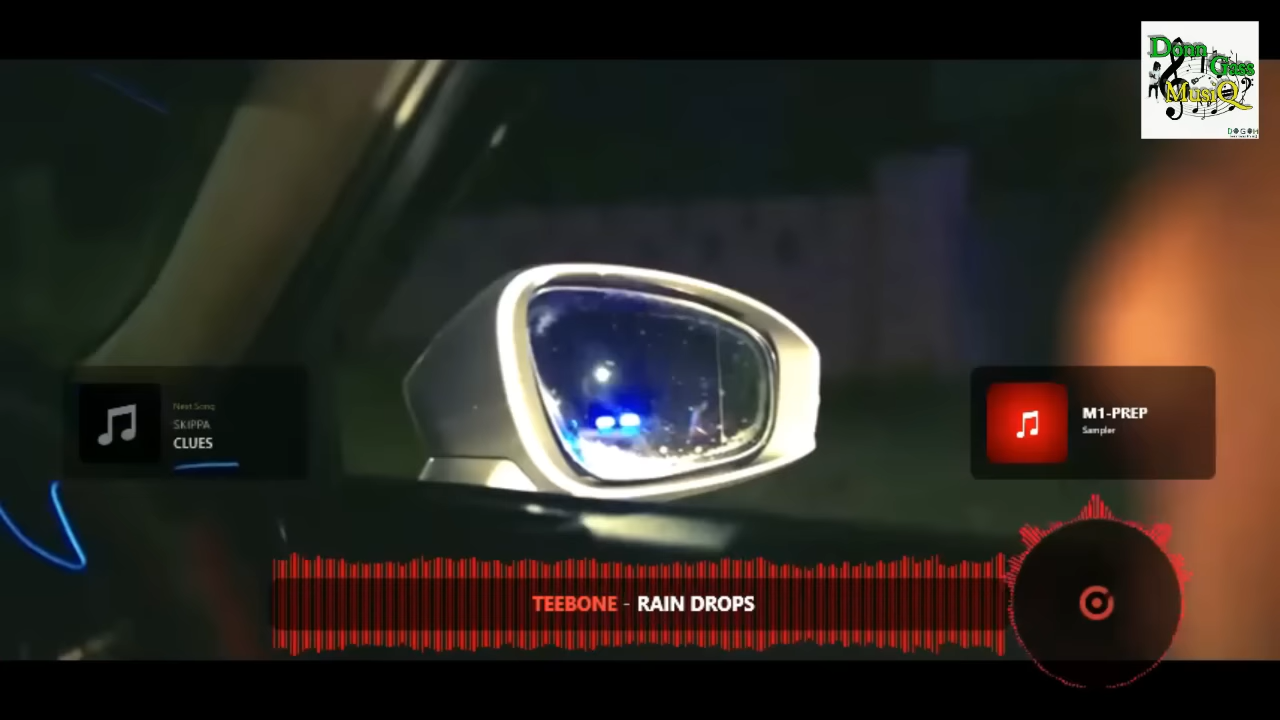 Donn
Gass
MusiQ
Next Song
SKIPPA
CLUES
M1-PREP
Sampler
TEEBONE - RAIN DROPS